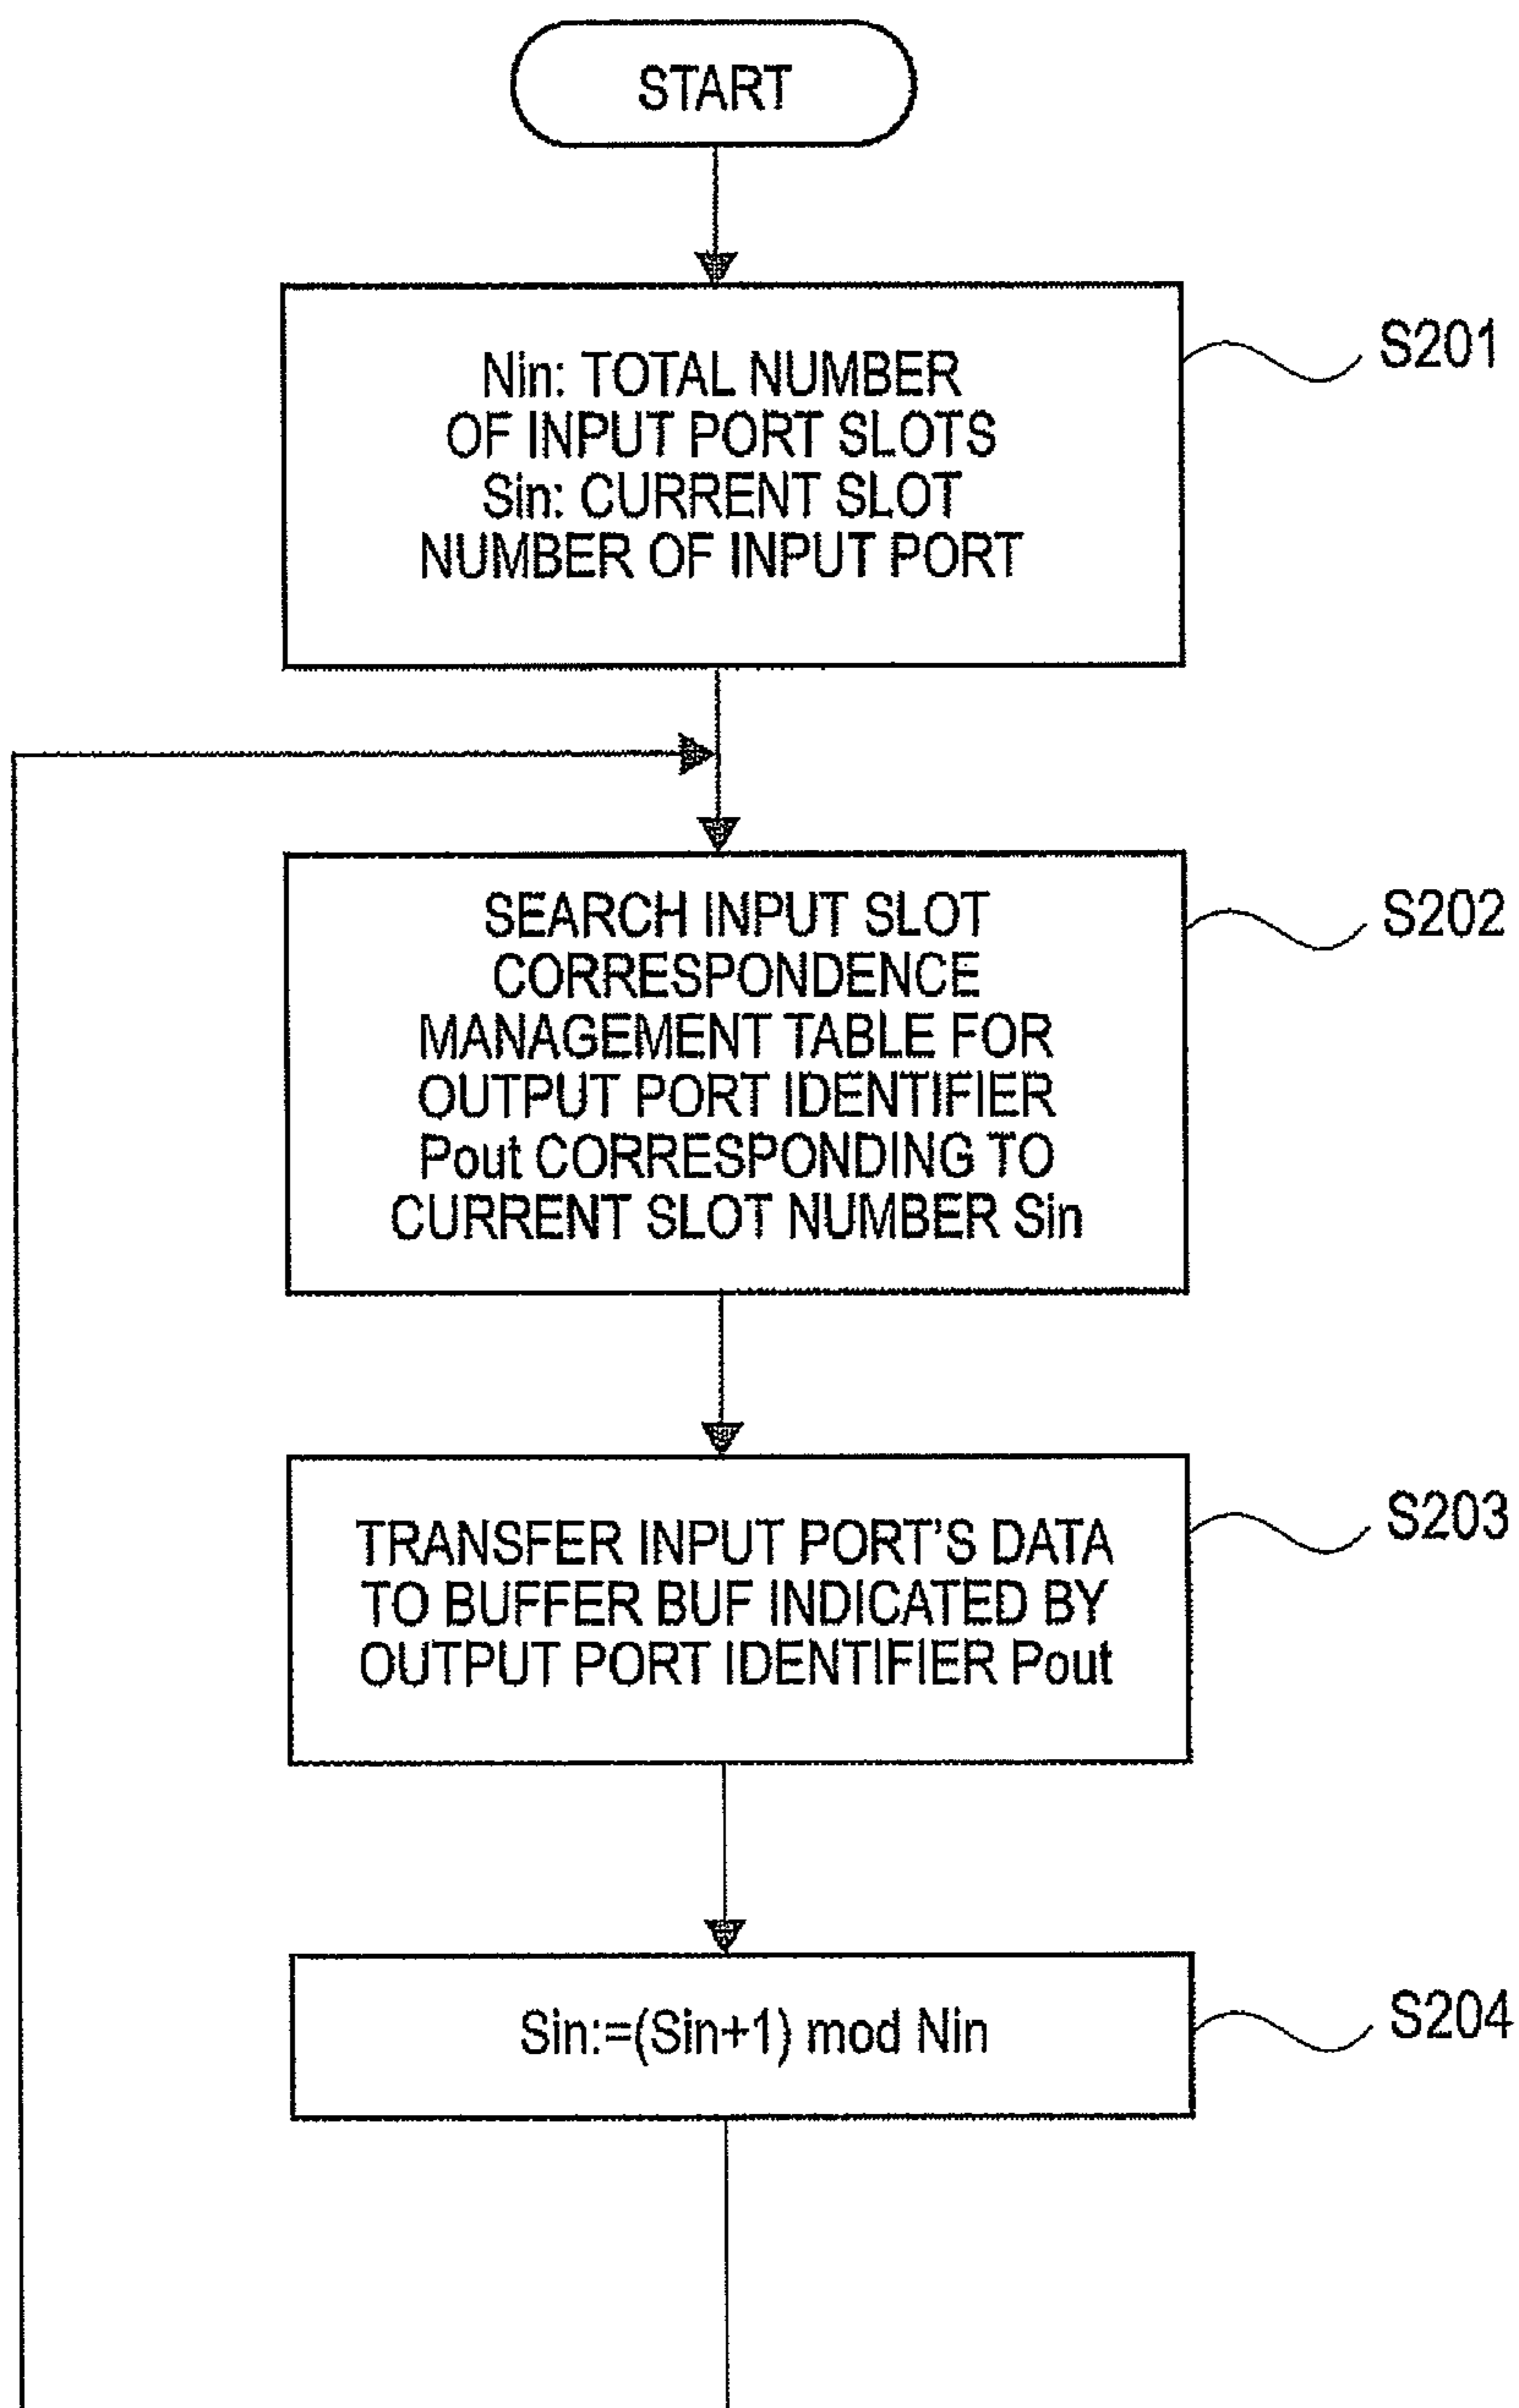 START
Nin: TOTAL NUMBER
OF INPUT PORT SLOTS
Sin: CURRENT SLOT
NUMBER OF INPUT PORT
S201
SEARCH INPUT SLOT
CORRESPONDENCE
MANAGEMENT TABLE FOR
OUTPUT PORT IDENTIFIER
Pout CORRESPONDING TO
CURRENT SLOT NUMBER Sin
S202
TRANSFER INPUT PORT'S DATA
TO BUFFER BUF INDICATED BY
OUTPUT PORT IDENTIFIER Pout
S203
Sin:=(Sin+1) mod Nin
S204